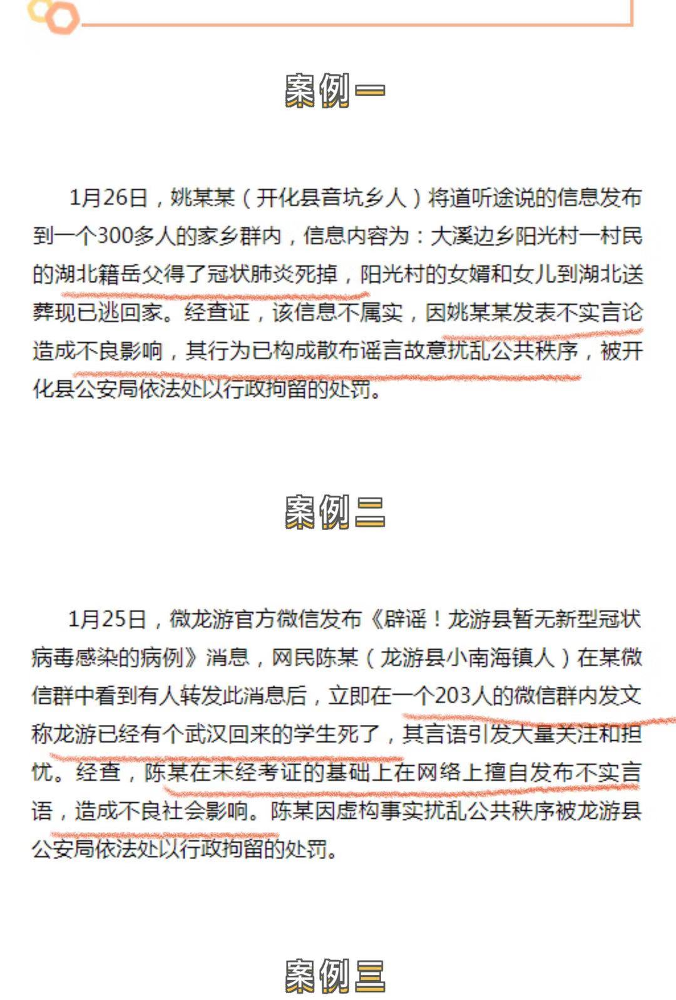 案例一
1月26日，姚某某（开化县音坑乡人）将道听途说的信息发布
到一个300多人的家乡群内，信息内容为：大溪边乡阳光村一村民
的湖北籍岳父得了冠状肺炎死掉，阳光村的女婿和女儿到湖北送
葬现已逃回家。经查证，该信息不属实，因姚某某发表不实言论
造成不良影响，其行为已构成散布谣言故意扰乱公共秩序，被开
化县公安局依法处以行政拘留的处罚。
案例二
1月25日，微龙游官方微信发布《辟谣！龙游县暂无新型冠状
病毒感染的病例》消息，网民陈某（龙游县小南海镇人）在某微
信群中看到有人转发此消息后，立即在一个203人的微信群内发文
称龙游已经有个武汉回来的学生死了，其言语引发大量关注和担
忧。经查，陈某在未经考证的基础上在网络上擅自发布不实言
语，造成不良社会影响。陈某因虚构事实扰乱公共秩序被龙游县
公安局依法处以行政拘留的处罚。
案例三